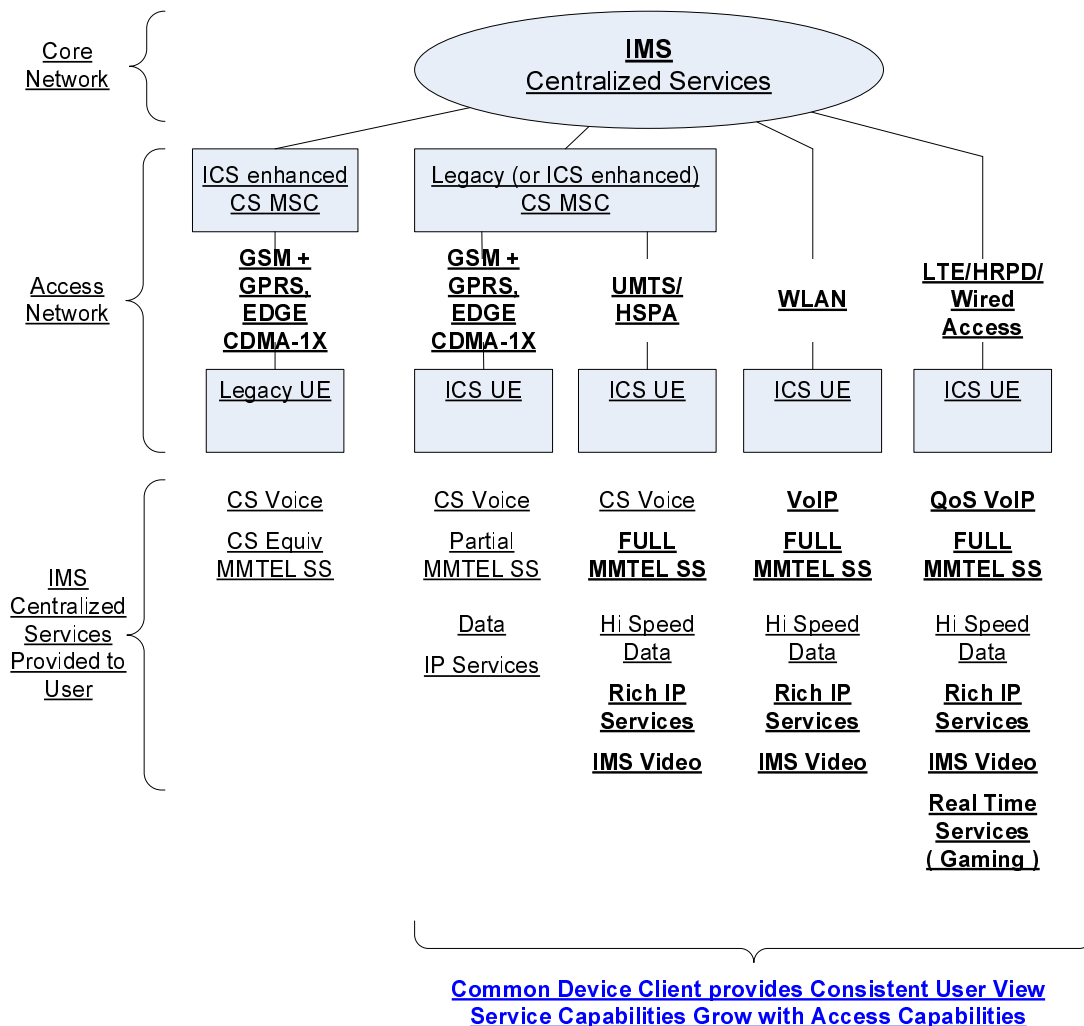 Core
Network
IMS
Centralized Services
ICS enhanced
CS MSC
Legacy (or ICS enhanced)
CS MSC
Access
Network
GSM +
GPRS,
EDGE
CDMA-1X
GSM +
GPRS,
EDGE
CDMA-1X
UMTS/
HSPA
WLAN
LTE/HRPD/
Wired
Access
Legacy UE
ICS UE
ICS UE
ICS UE
ICS UE
IMS
Centralized
Services
Provided to
User
CS Voice
CS Equiv
MMTEL SS
CS Voice
Partial
MMTEL SS
Data
IP Services
CS Voice
FULL
MMTEL SS
Hi Speed
Data
Rich IP
Services
IMS Video
VoIP
FULL
MMTEL SS
Hi Speed
Data
Rich IP
Services
IMS Video
QoS VoIP
FULL
MMTEL SS
Hi Speed
Data
Rich IP
Services
IMS Video
Real Time
Services
( Gaming )
Common Device Client provides Consistent User View
Service Capabilities Grow with Access Capabilities